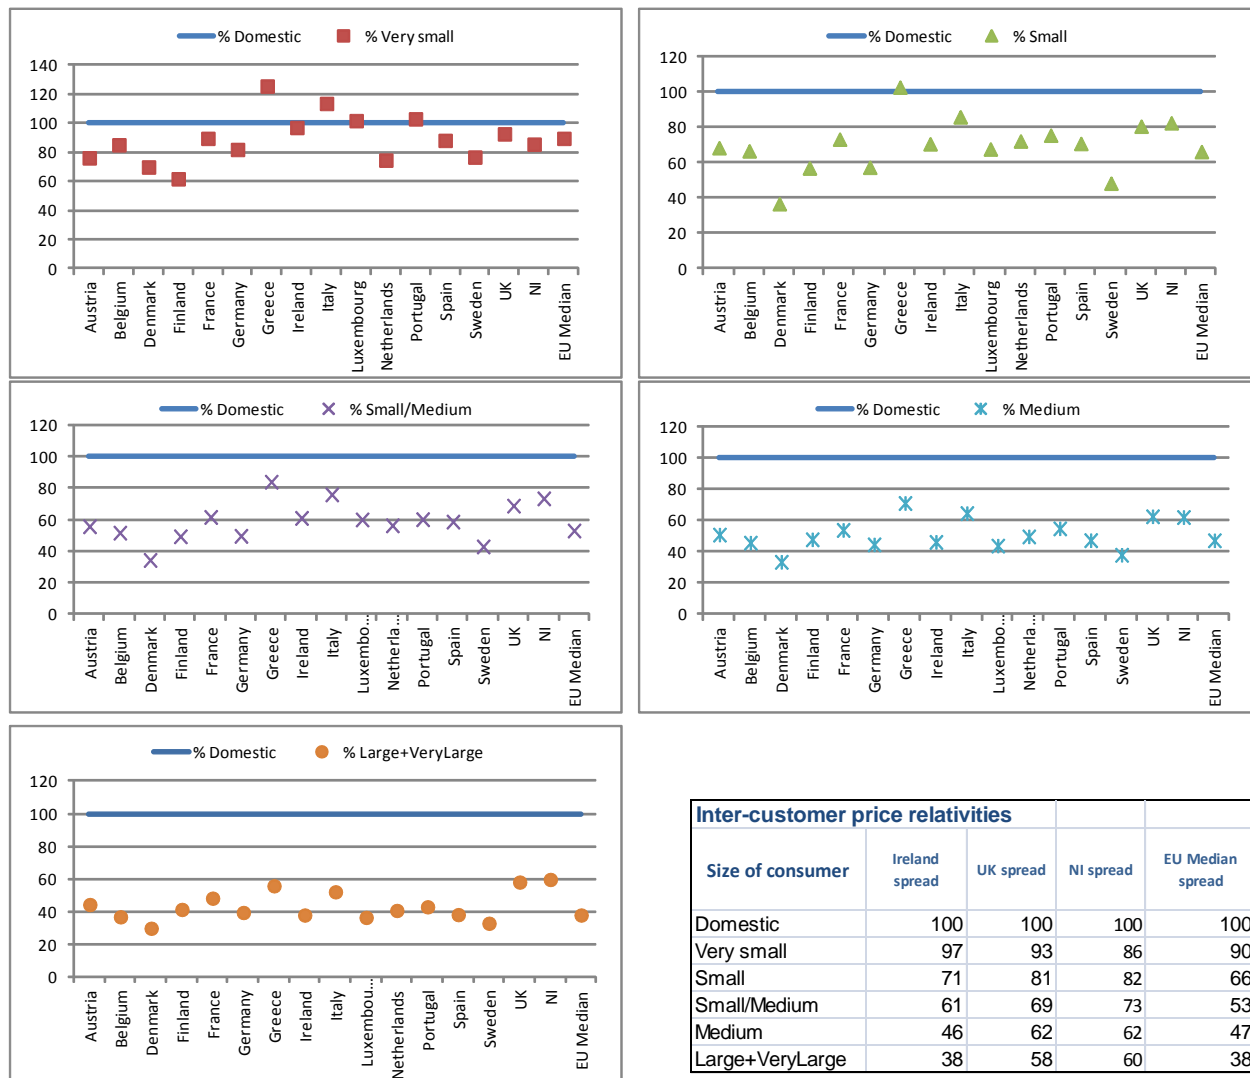 % Domestic % Very small
140
120
100
80
60
40
20
0
Austria
Belgium
Denmark
Finland
France
Germany
Greece
Ireland
Italy
Luxembourg
Netherlands
Portugal
Spain
Sweden
UK
NI
EU Median
% Domestic % Small
120
100
80
60
40
20
0
Austria
Belgium
Denmark
Finland
France
Germany
Greece
Ireland
Italy
Luxembourg
Netherlands
Portugal
Spain
Sweden
UK
NI
EU Median
% Domestic % Small/Medium
120
100
80
60
40
20
0
Austria
Belgium
Denmark
Finland
France
Germany
Greece
Ireland
Italy
Luxembo...
Netherla...
Portugal
Spain
Sweden
UK
NI
EU Median
% Domestic % Medium
120
100
80
60
40
20
0
Austria
Belgium
Denmark
Finland
France
Germany
Greece
Ireland
Italy
Luxembo...
Netherla...
Portugal
Spain
Sweden
UK
NI
EU Median
% Domestic % Large+VeryLarge
120
100
80
60
40
20
0
Austria
Belgium
Denmark
Finland
France
Germany
Greece
Ireland
Italy
Luxembou...
Netherlands
Portugal
Spain
Sweden
UK
NI
EU Median
Inter-customer price relativities
Size of consumer Ireland spread UK spread NI spread EU Median spread
Domestic 100 100 100 100
Very small 97 93 86 90
Small 71 81 82 66
Small/Medium 61 69 73 53
Medium 46 62 62 47
Large+VeryLarge 38 58 60 38